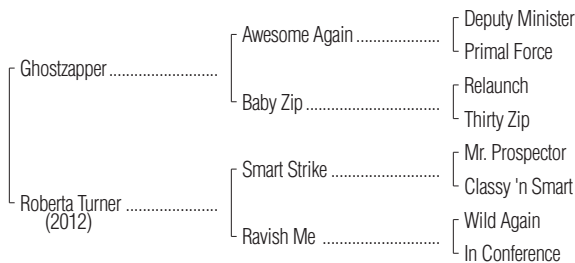 Deputy Minister
Awesome Again ....................
Primal Force
Ghostzapper ..........................
Relaunch
Baby Zip ................................
Thirty Zip
Mr. Prospector
Smart Strike ..........................
Classy 'n Smart
Roberta Turner ......................
(2012)
Wild Again
Ravish Me ............................
In Conference